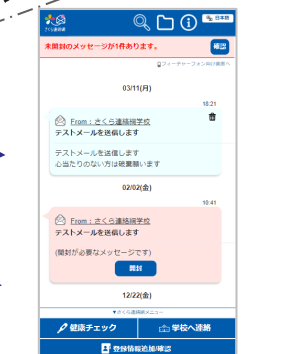 さくら連絡網
日本語
未開封のメッセージが1件あります。
確認
フィーチャーフォン向け画面へ
03/11(月)
18:21
From：さくら連絡網学校
テストメールを送信します
テストメールを送信します
心当たりのない方は破棄願います
02/02(金)
10:41
From：さくら連絡網学校
テストメールを送信します
(開封が必要なメッセージです)
開封
12/22(金)
▼さくら連絡網メニュー
健康チェック
学校へ連絡
登録情報追加/確認